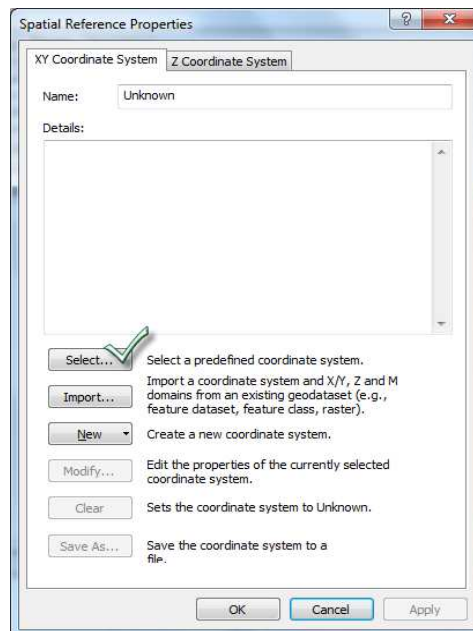 Spatial Reference Properties
XY Coordinate System Z Coordinate System
Name: Unknown
Details:
Select... Select a predefined coordinate system.
Import... Import a coordinate system and X/Y, Z and M
domains from an existing geodataset (e.g.,
feature dataset, feature class, raster).
New Create a new coordinate system.
Modify... Edit the properties of the currently selected
coordinate system.
Clear Sets the coordinate system to Unknown.
Save As... Save the coordinate system to a
file.
OK Cancel Apply